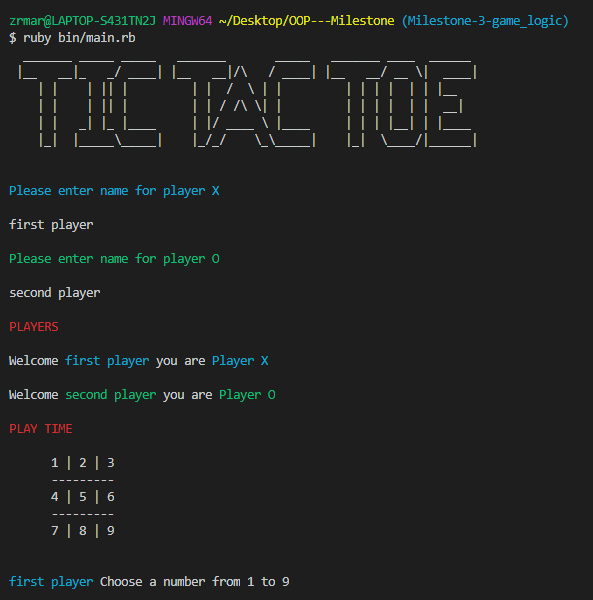 zrmar@LAPTOP-S431TN2J MINGW64 ~/Desktop/OOP---Milestone (Milestone-3-game_logic)
$ ruby bin/main.rb
TIC TAC TOE
Please enter name for player X
first player
Please enter name for player O
second player
PLAYERS
Welcome first player you are Player X
Welcome second player you are Player O
PLAY TIME
1 | 2 | 3
---------
4 | 5 | 6
---------
7 | 8 | 9
first player Choose a number from 1 to 9